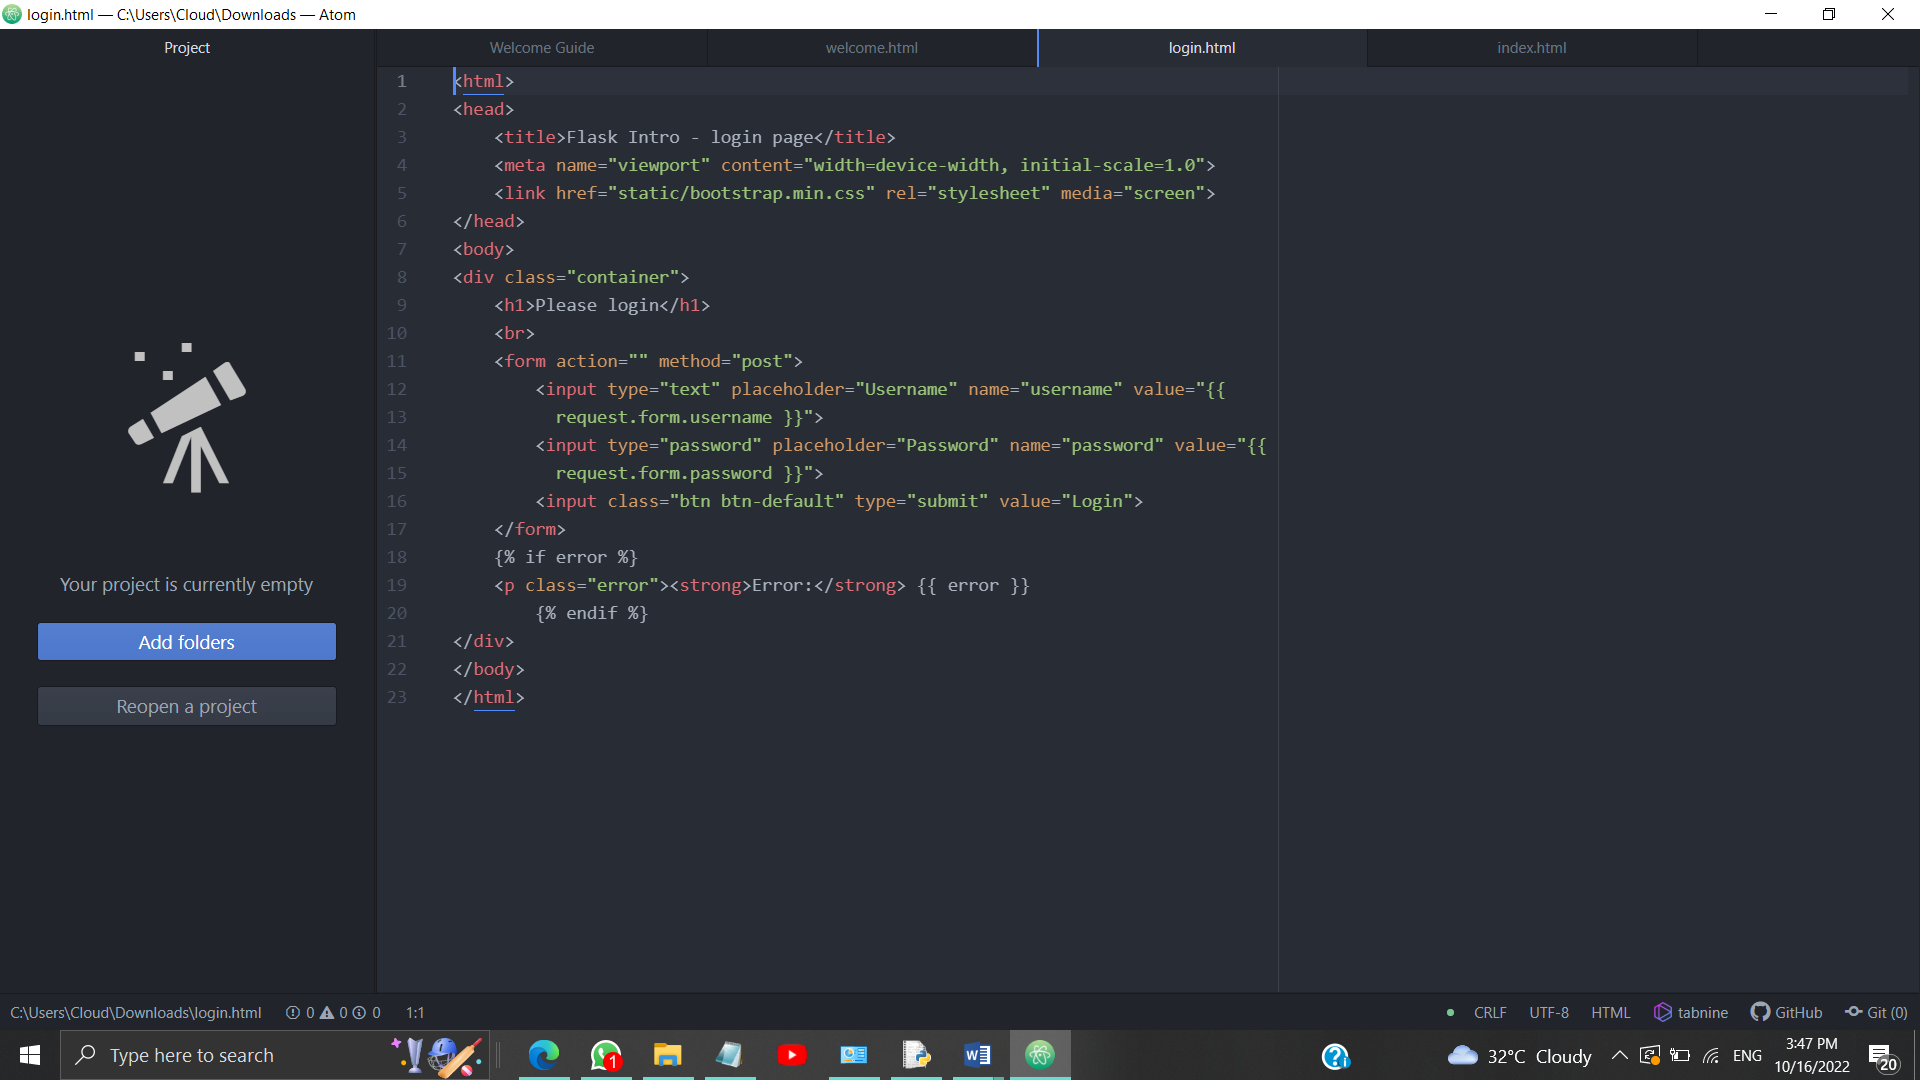 login.html — C:\Users\Cloud\Downloads — Atom
Project
Welcome Guide
welcome.html
login.html
index.html
1 <html>
2 <head>
3     <title>Flask Intro - login page</title>
4     <meta name="viewport" content="width=device-width, initial-scale=1.0">
5     <link href="static/bootstrap.min.css" rel="stylesheet" media="screen">
6 </head>
7 <body>
8 <div class="container">
9     <h1>Please login</h1>
10     <br>
11     <form action="" method="post">
12         <input type="text" placeholder="Username" name="username" value="{{
13           request.form.username }}">
14         <input type="password" placeholder="Password" name="password" value="{{
15           request.form.password }}">
16         <input class="btn btn-default" type="submit" value="Login">
17     </form>
18     {% if error %}
19     <p class="error"><strong>Error:</strong> {{ error }}
20         {% endif %}
21 </div>
22 </body>
23 </html>
Your project is currently empty
Add folders
Reopen a project
C:\Users\Cloud\Downloads\login.html 0 0 0 1:1
CRLF UTF-8 HTML tabnine GitHub Git (0)
Type here to search
1
W
32°C Cloudy
ENG
3:47 PM
10/16/2022
20